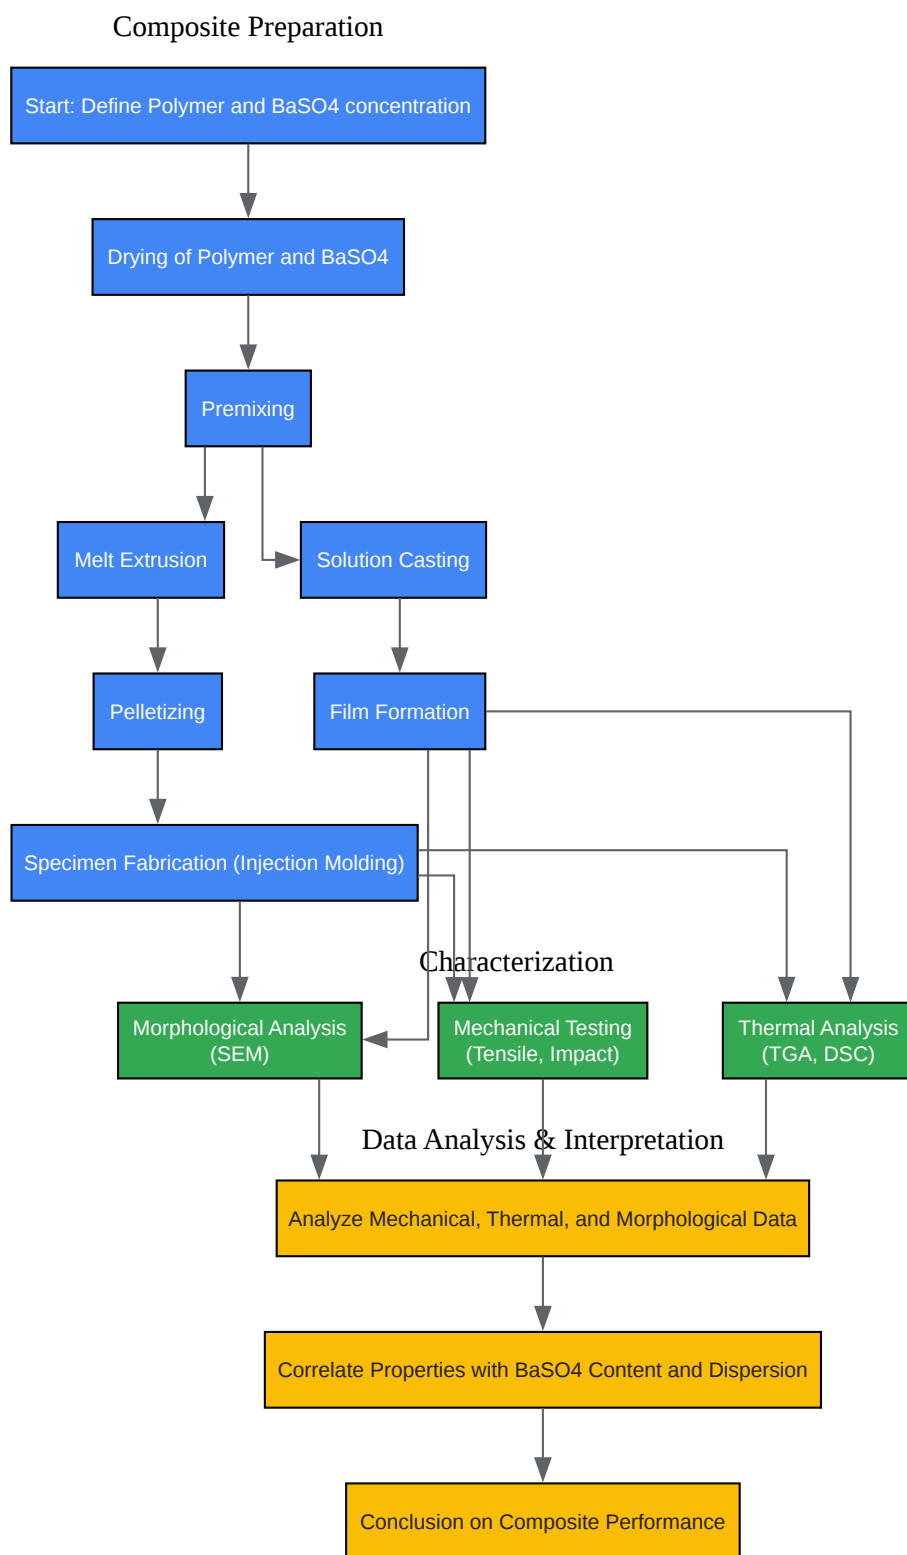 Composite Preparation
Start: Define Polymer and BaSO4 concentration
Drying of Polymer and BaSO4
Premixing
Melt Extrusion
Solution Casting
Pelletizing
Film Formation
Specimen Fabrication (Injection Molding)
Characterization
Morphological Analysis
(SEM)
Mechanical Testing
(Tensile, Impact)
Thermal Analysis
(TGA, DSC)
Data Analysis & Interpretation
Analyze Mechanical, Thermal, and Morphological Data
Correlate Properties with BaSO4 Content and Dispersion
Conclusion on Composite Performance